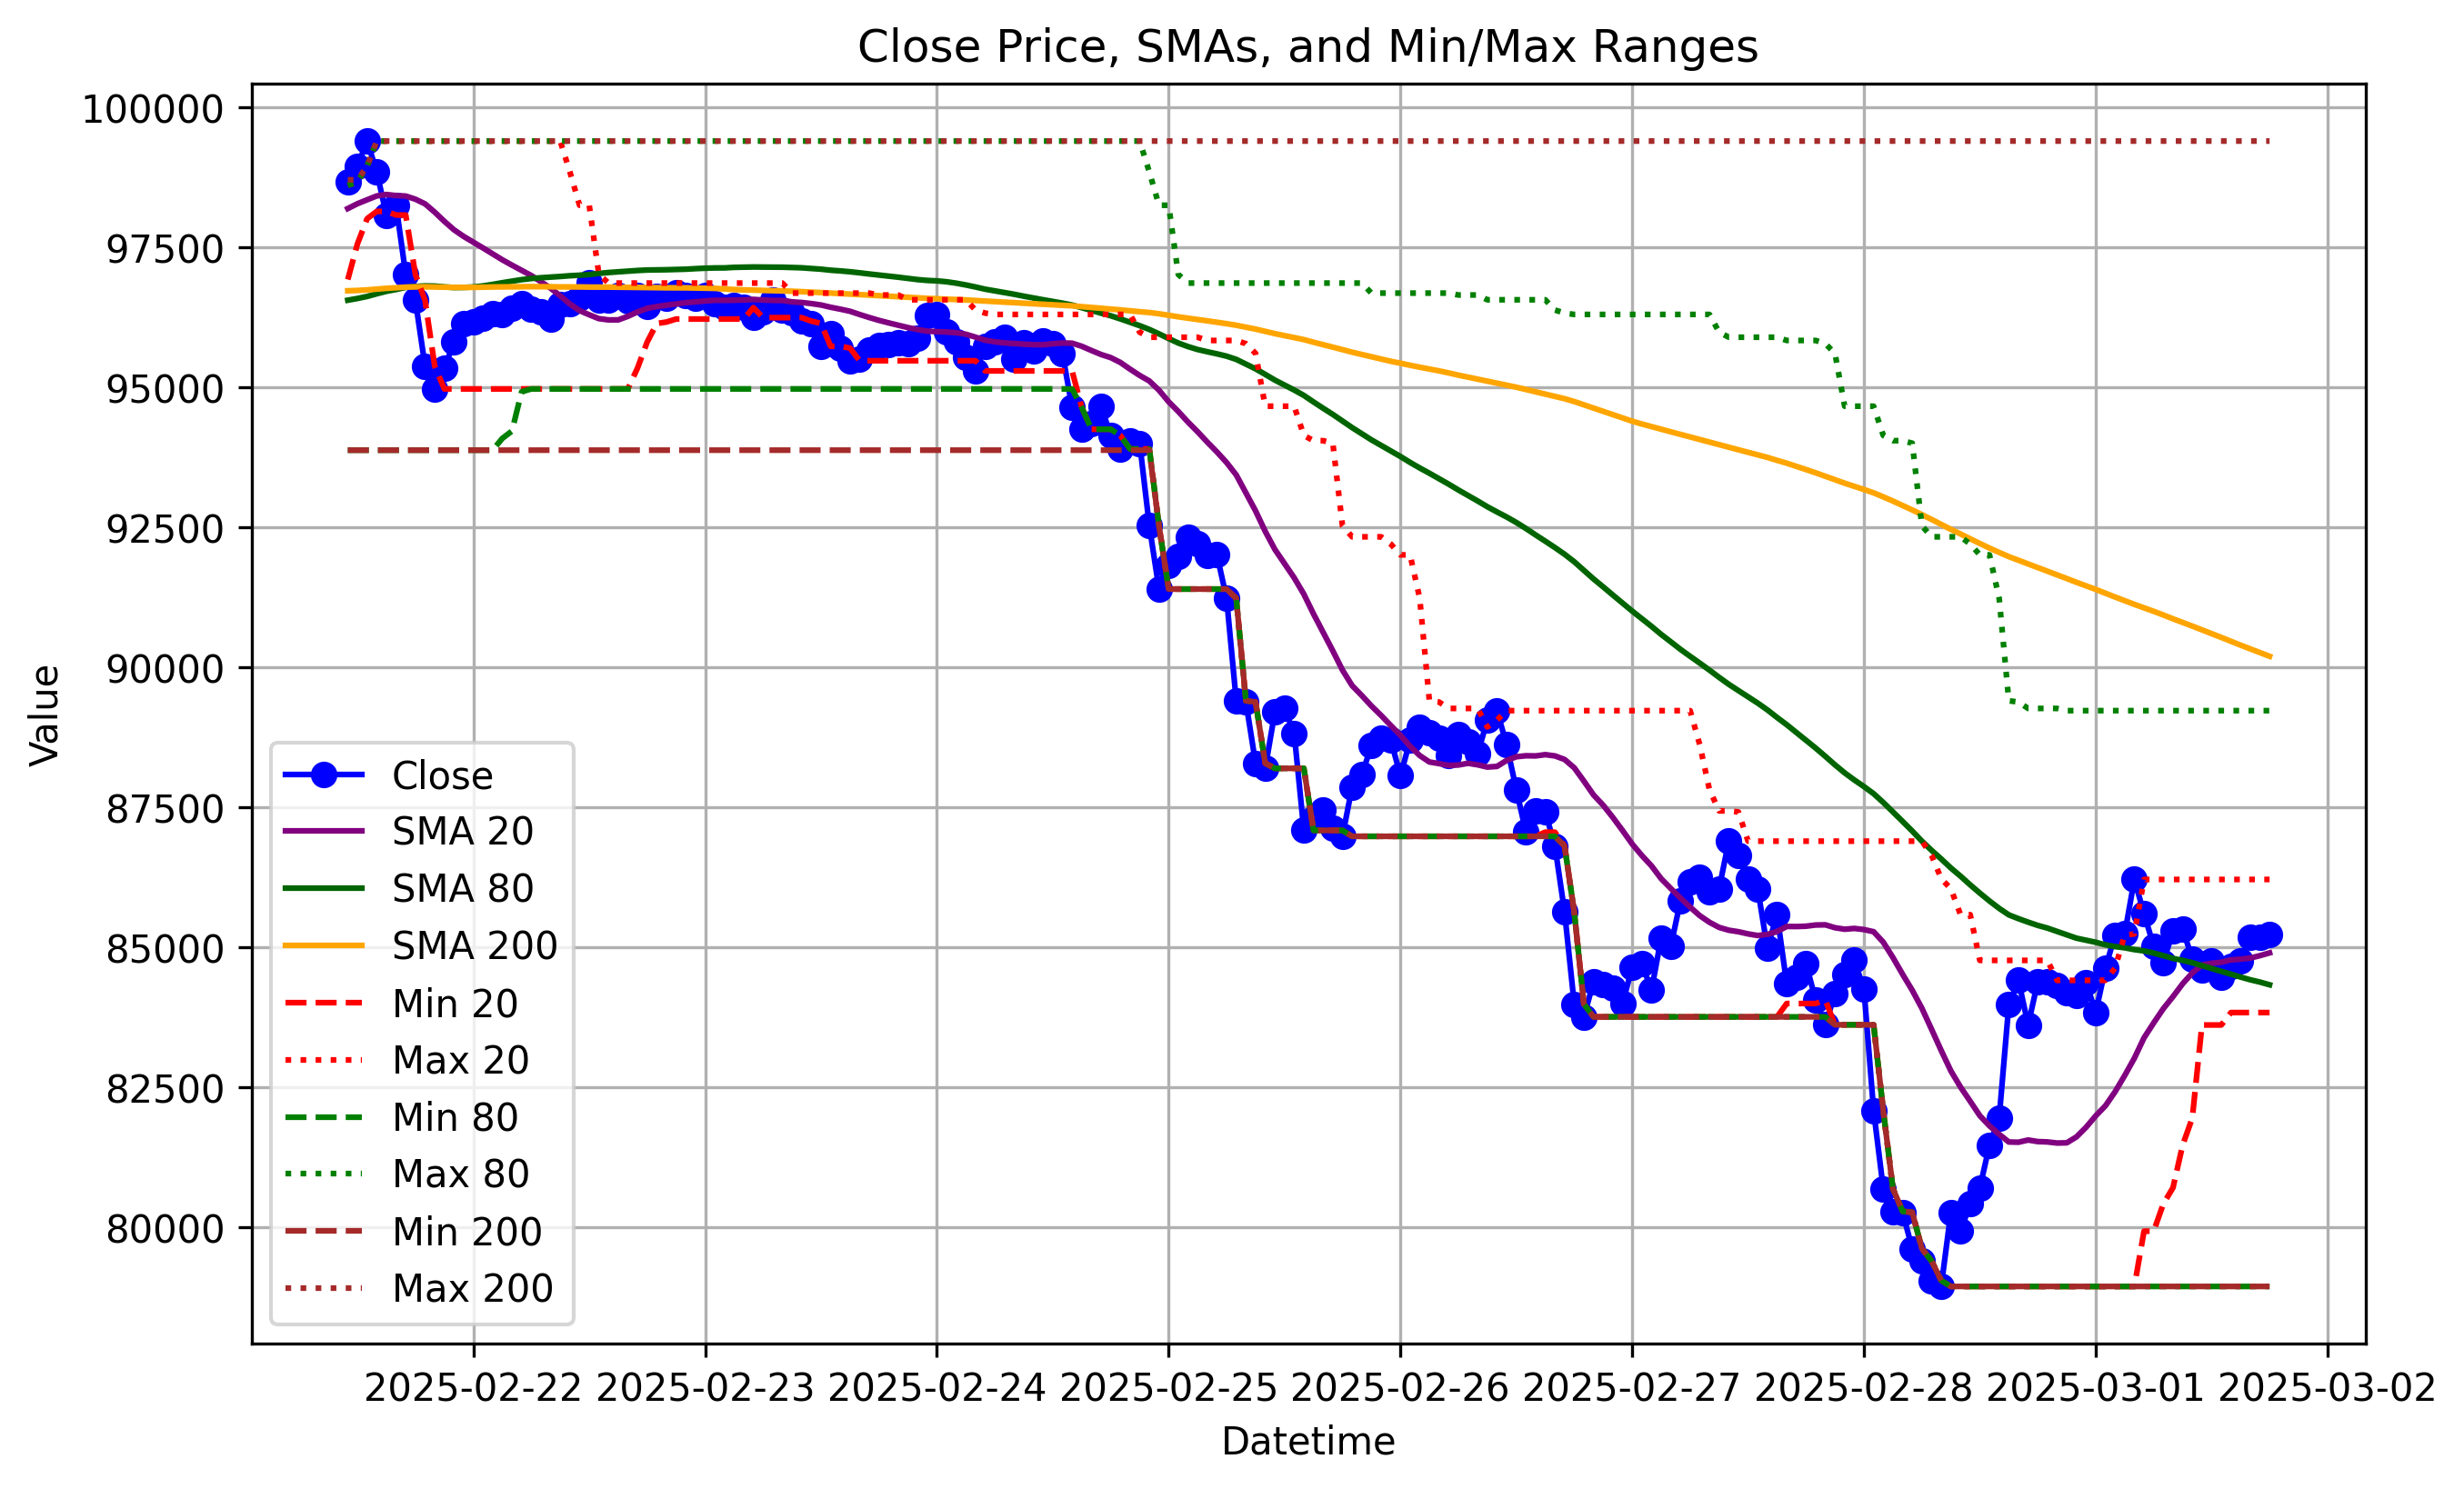 Close Price, SMAs, and Min/Max Ranges
100000
97500
95000
92500
90000
87500
85000
82500
80000
Value
Close
SMA 20
SMA 80
SMA 200
Min 20
Max 20
Min 80
Max 80
Min 200
Max 200
2025-02-22 2025-02-23 2025-02-24 2025-02-25 2025-02-26 2025-02-27 2025-02-28 2025-03-01 2025-03-02
Datetime